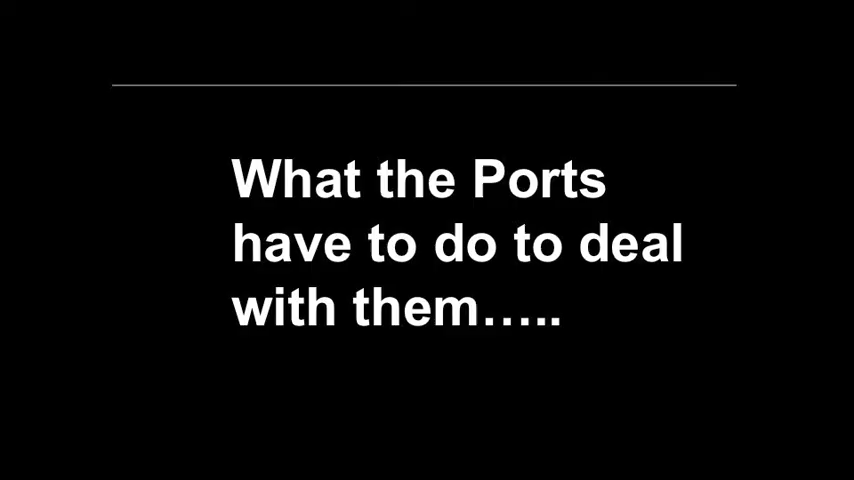 What the Ports
have to do to deal
with them…..